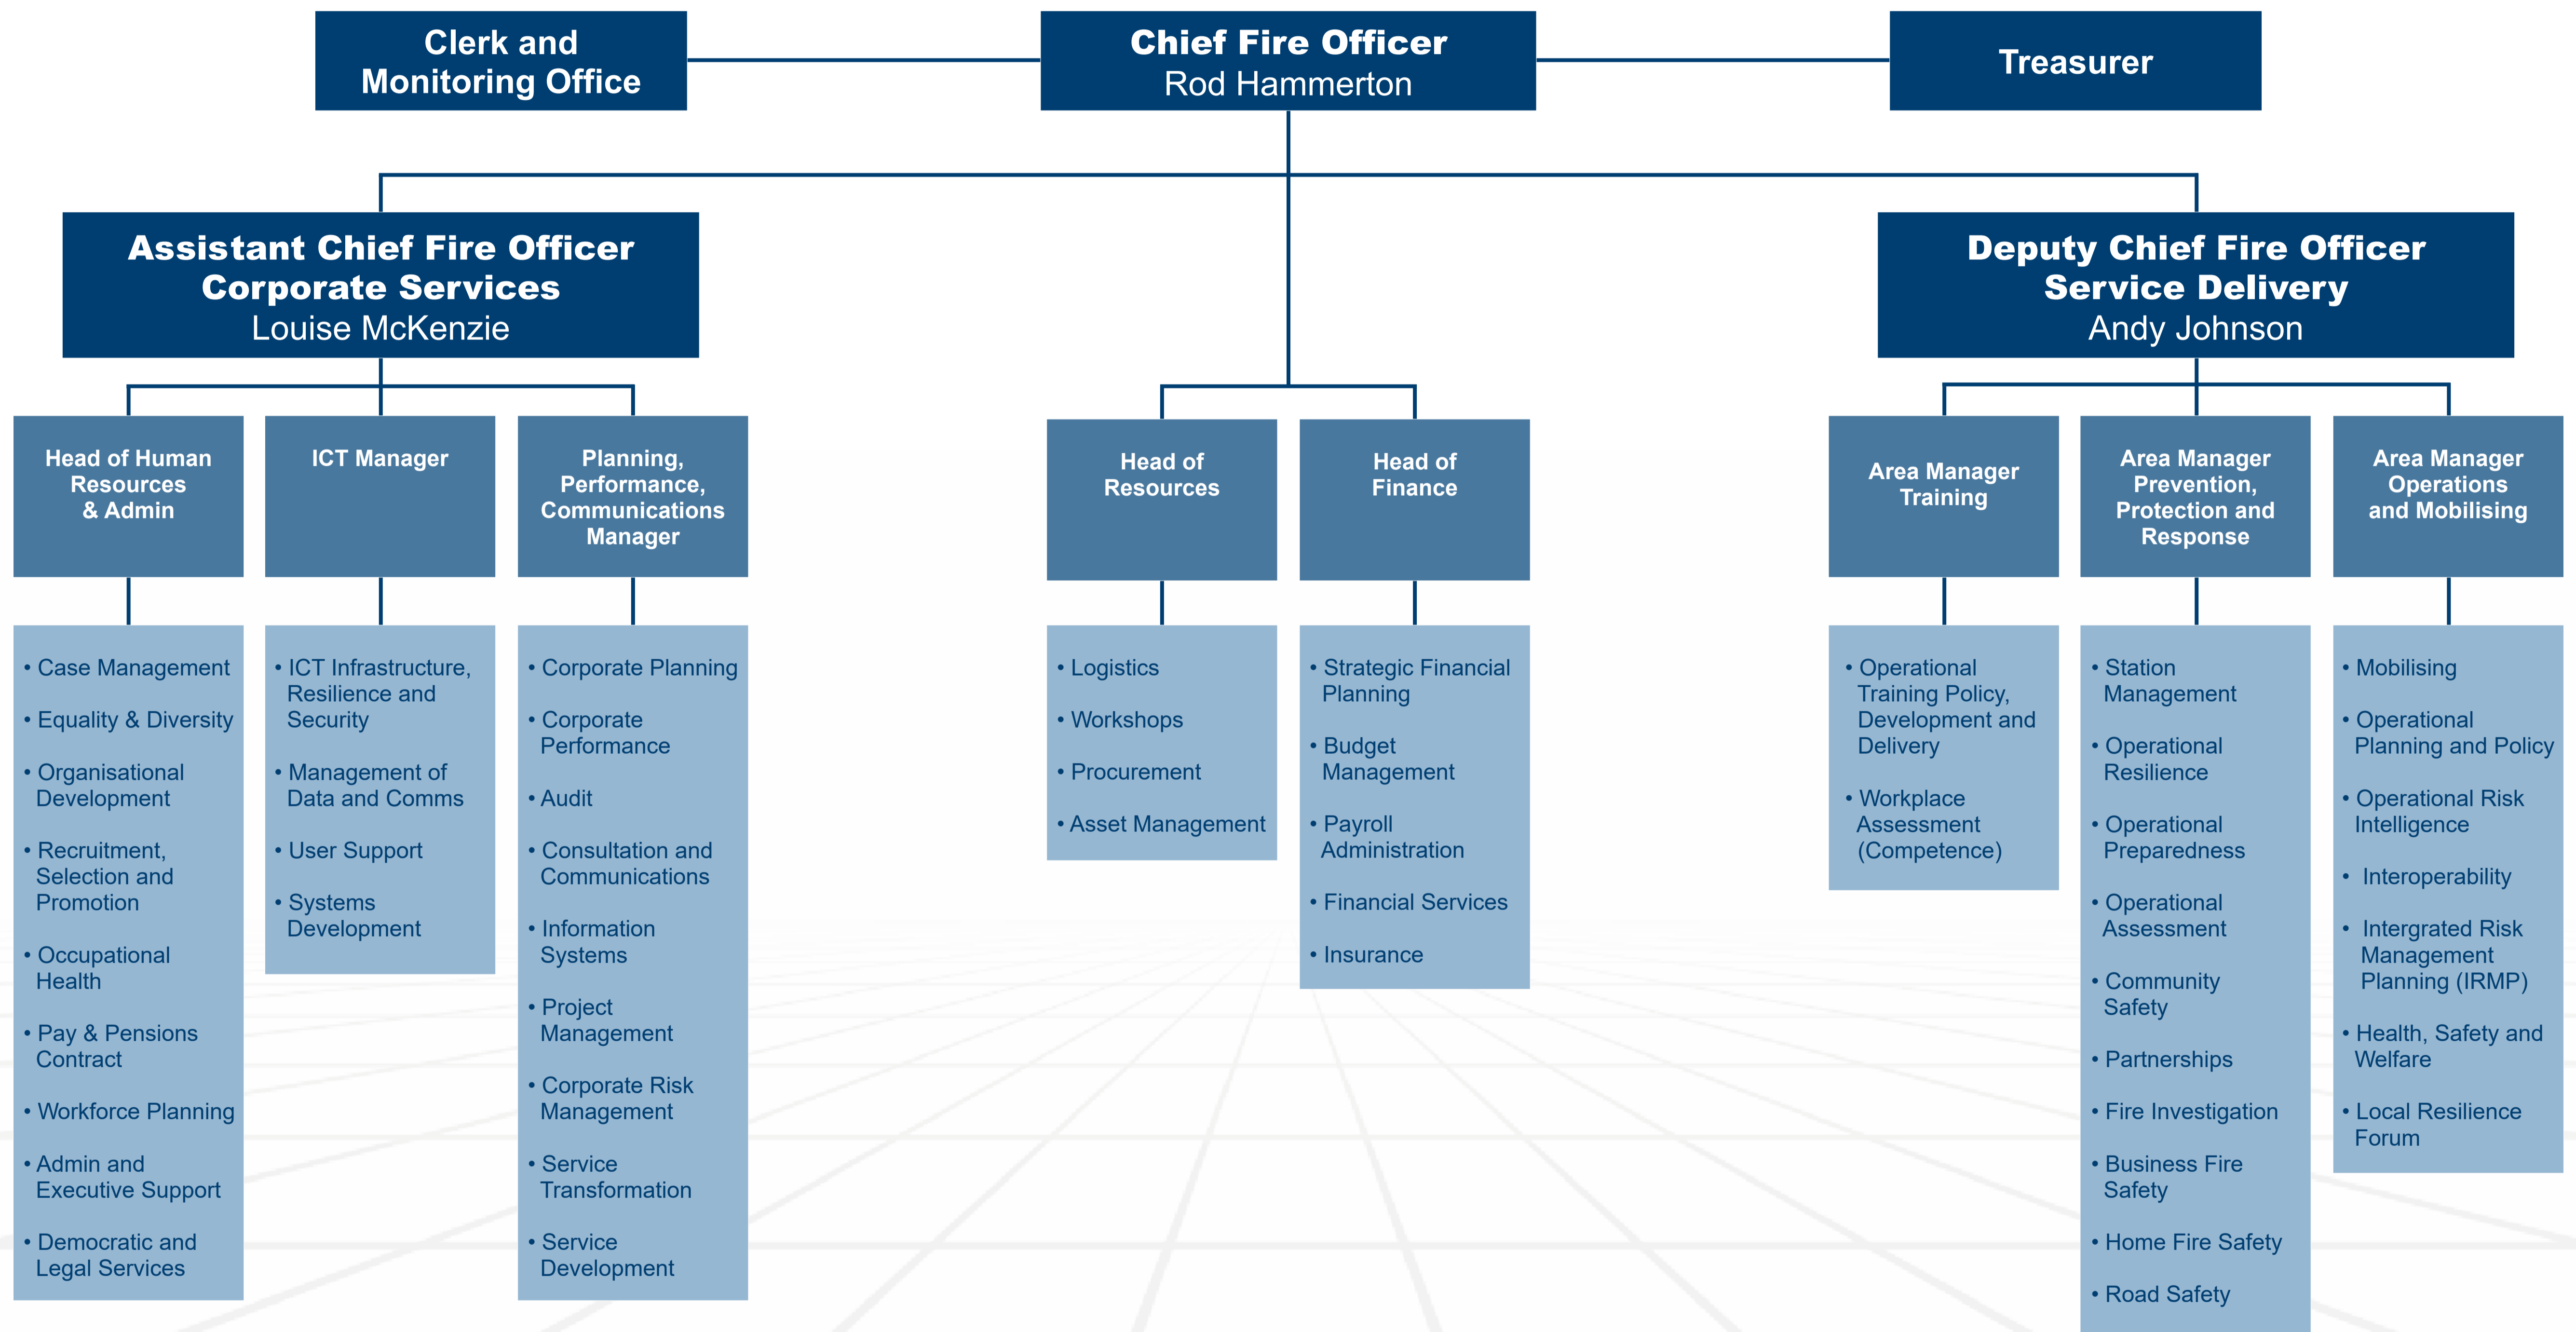 Clerk and
Monitoring Office
Chief Fire Officer
Rod Hammerton
Treasurer
Assistant Chief Fire Officer
Corporate Services
Louise McKenzie
Deputy Chief Fire Officer
Service Delivery
Andy Johnson
Head of Human
Resources
& Admin
ICT Manager
Planning,
Performance,
Communications
Manager
Head of
Resources
Head of
Finance
Area Manager
Training
Area Manager
Prevention,
Protection and
Response
Area Manager
Operations
and Mobilising
• Case Management
• Equality & Diversity
• Organisational
Development
• Recruitment,
Selection and
Promotion
• Occupational
Health
• Pay & Pensions
Contract
• Workforce Planning
• Admin and
Executive Support
• Democratic and
Legal Services
• ICT Infrastructure,
Resilience and
Security
• Management of
Data and Comms
• User Support
• Systems
Development
• Corporate Planning
• Corporate
Performance
• Audit
• Consultation and
Communications
• Information
Systems
• Project
Management
• Corporate Risk
Management
• Service
Transformation
• Service
Development
• Logistics
• Workshops
• Procurement
• Asset Management
• Strategic Financial
Planning
• Budget
Management
• Payroll
Administration
• Financial Services
• Insurance
• Operational
Training Policy,
Development and
Delivery
• Workplace
Assessment
(Competence)
• Station
Management
• Operational
Resilience
• Operational
Preparedness
• Operational
Assessment
• Community
Safety
• Partnerships
• Fire Investigation
• Business Fire
Safety
• Home Fire Safety
• Road Safety
• Mobilising
• Operational
Planning and Policy
• Operational Risk
Intelligence
• Interoperability
• Intergrated Risk
Management
Planning (IRMP)
• Health, Safety and
Welfare
• Local Resilience
Forum